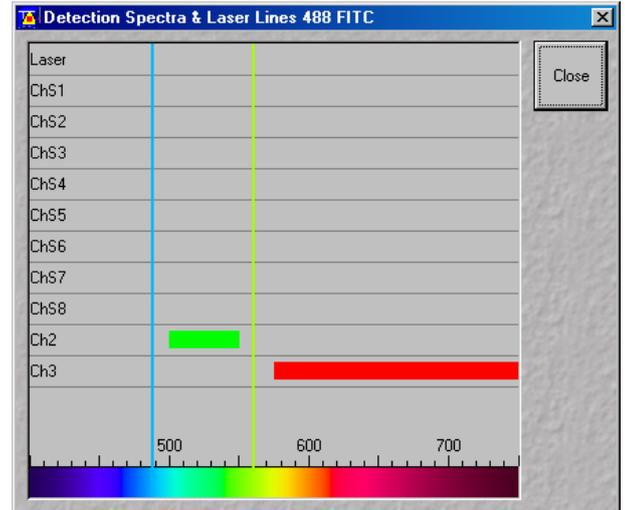 Detection Spectra & Laser Lines 488 FITC
Close
Laser
ChS1
ChS2
ChS3
ChS4
ChS5
ChS6
ChS7
ChS8
Ch2
Ch3
500 600 700